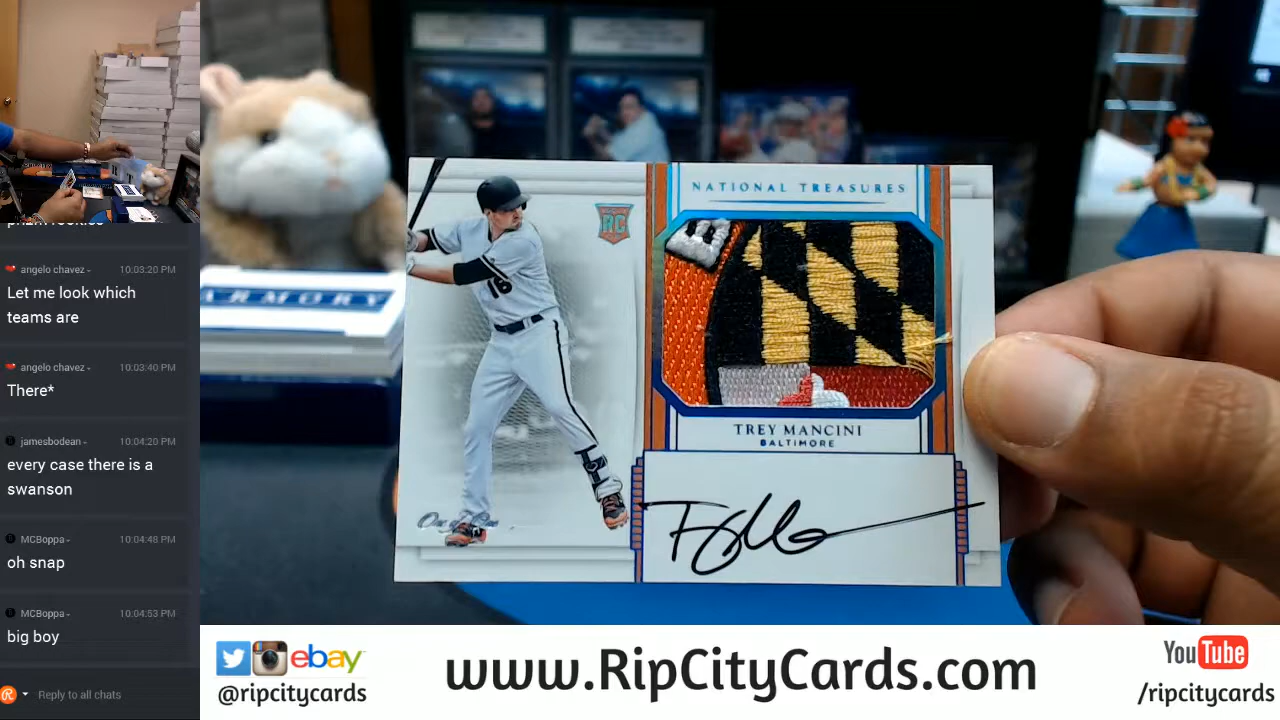 prizm rookies
angelo chavez 10:03:20 PM
Let me look which
teams are
angelo chavez 10:03:40 PM
There*
jamesbodean 10:04:20 PM
every case there is a
swanson
MCBoppa 10:04:48 PM
oh snap
MCBoppa 10:04:53 PM
big boy
Reply to all chats
ARMORY
16
RC
NATIONAL TREASURES
TREY MANCINI
BALTIMORE
ebay
@ripcitycards
www.RipCityCards.com
YouTube
/ripcitycards